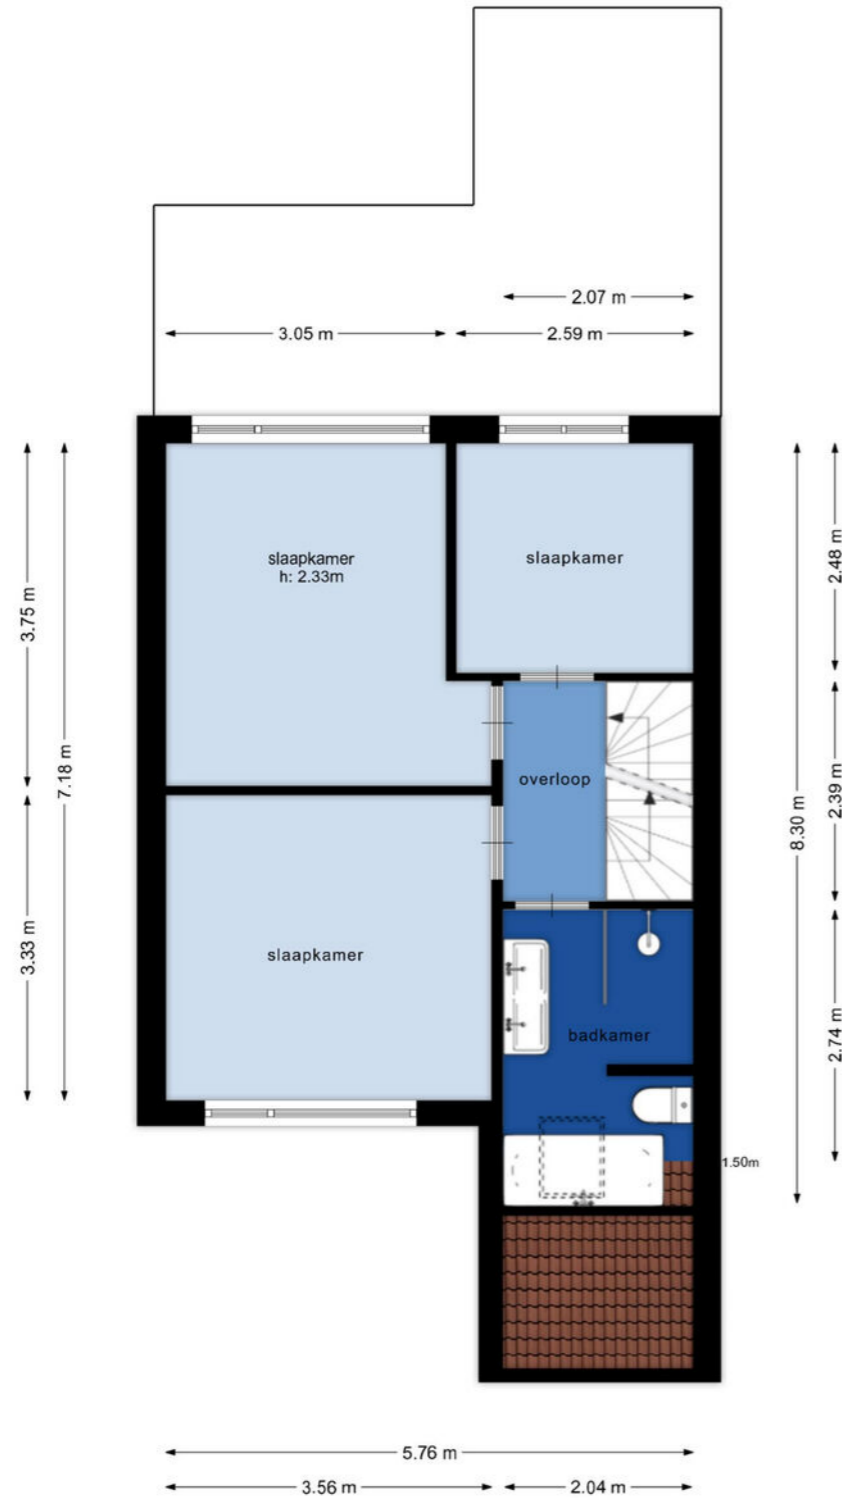 2.07 m
3.05 m
2.59 m
slaapkamer
h: 2.33m
slaapkamer
2.48 m
3.75 m
7.18 m
overloop
2.39 m
8.30 m
3.33 m
slaapkamer
badkamer
2.74 m
1.50m
5.76 m
3.56 m
2.04 m